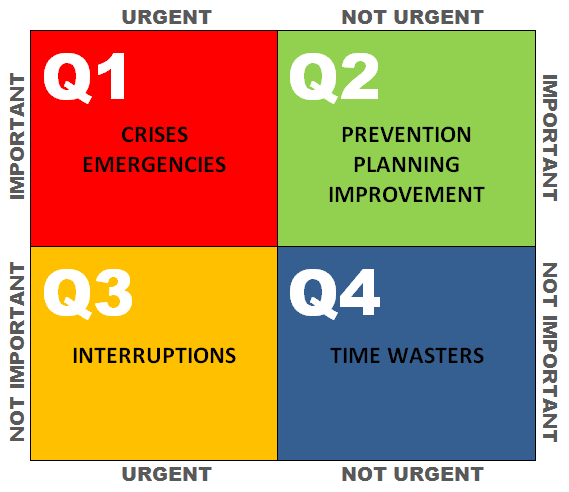 URGENT
NOT URGENT
IMPORTANT
Q1
CRISES
EMERGENCIES
Q2
PREVENTION
PLANNING
IMPROVEMENT
IMPORTANT
NOT IMPORTANT
Q3
INTERRUPTIONS
Q4
TIME WASTERS
NOT IMPORTANT
URGENT
NOT URGENT